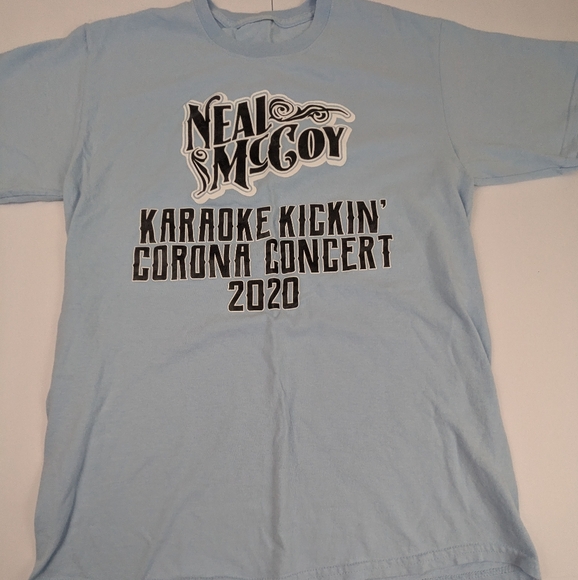 NEAL
McCOY
KARAOKE KICKIN'
CORONA CONCERT
2020